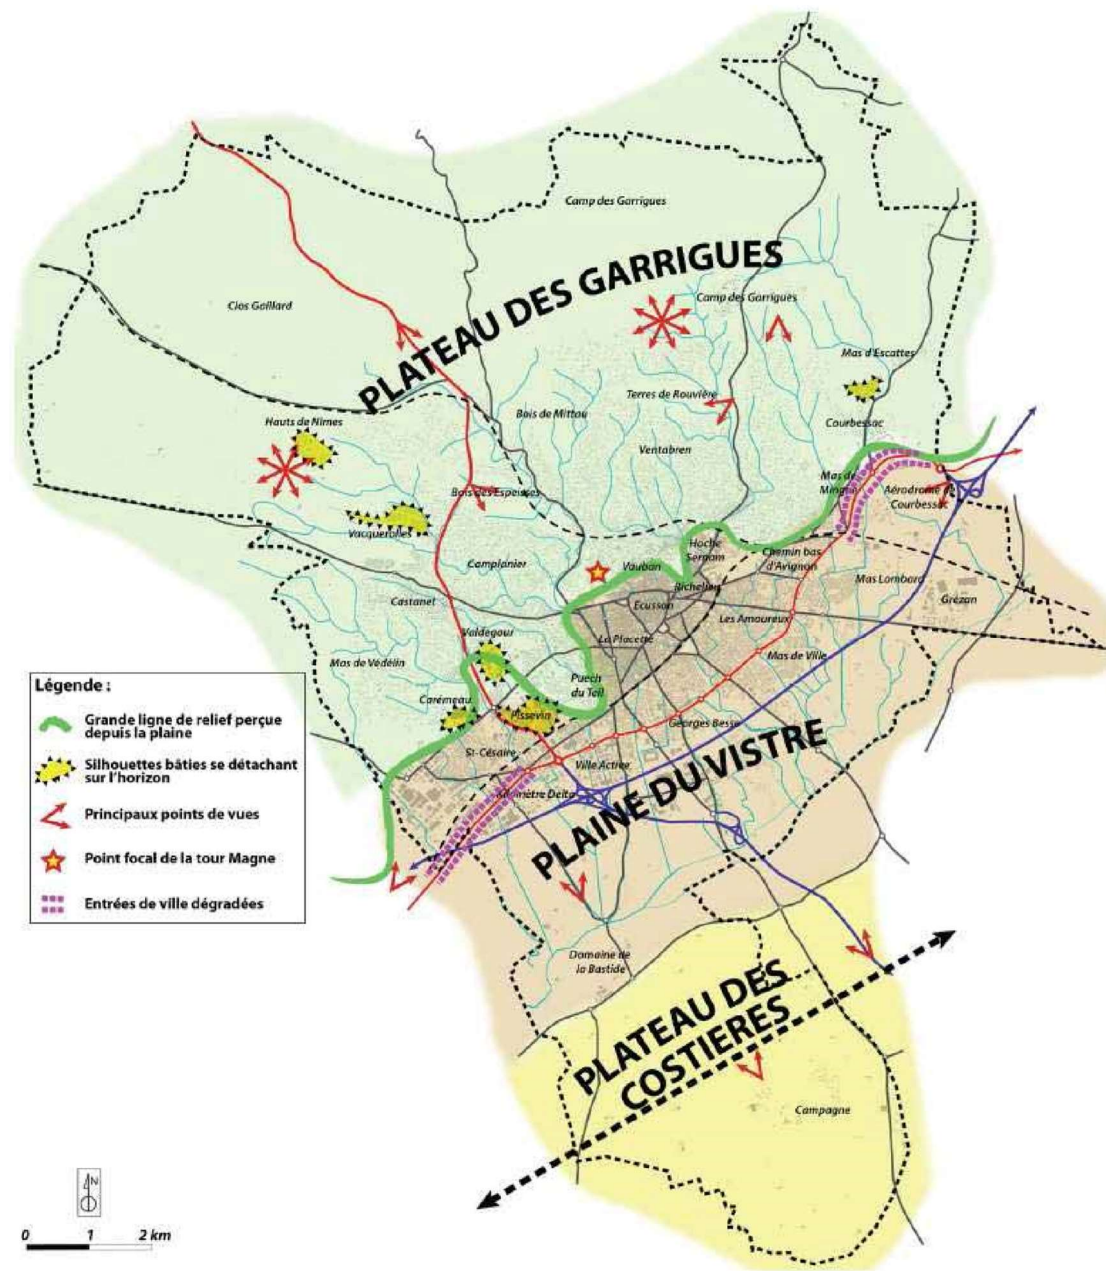 Camp des Garrigues
PLATEAU DES GARRIGUES
Clos Gaillard
Camp des Garrigues
Mas d'Escattes
Terres de Rouvière
Bois de Mittau
Hauts de Nîmes
Courbessac
Ventabren
Mas de
Mingue
Bois des Espeisses
Aérodrome de
Courbessac
Vacquerolles
Hoche
Sernam
Chemin bas
d'Avignon
Camplanier
Vauban
Mas Lombard
Richelieu
Castanet
Ecusson
Grézan
Les Amoureux
Valdegour
La Placette
Mas de Ville
Mas de Védélin
Puech
du Teil
Carémeau
Pissevin
Georges Besse
St-Césaire
Ville Active
Périmètre Delta
PLAINE DU VISTRE
Domaine de
la Bastide
PLATEAU DES
COSTIERES
Campagne
Légende :
Grande ligne de relief perçue
depuis la plaine
Silhouettes bâties se détachant
sur l'horizon
Principaux points de vues
Point focal de la tour Magne
Entrées de ville dégradées
N
0 1 2 km